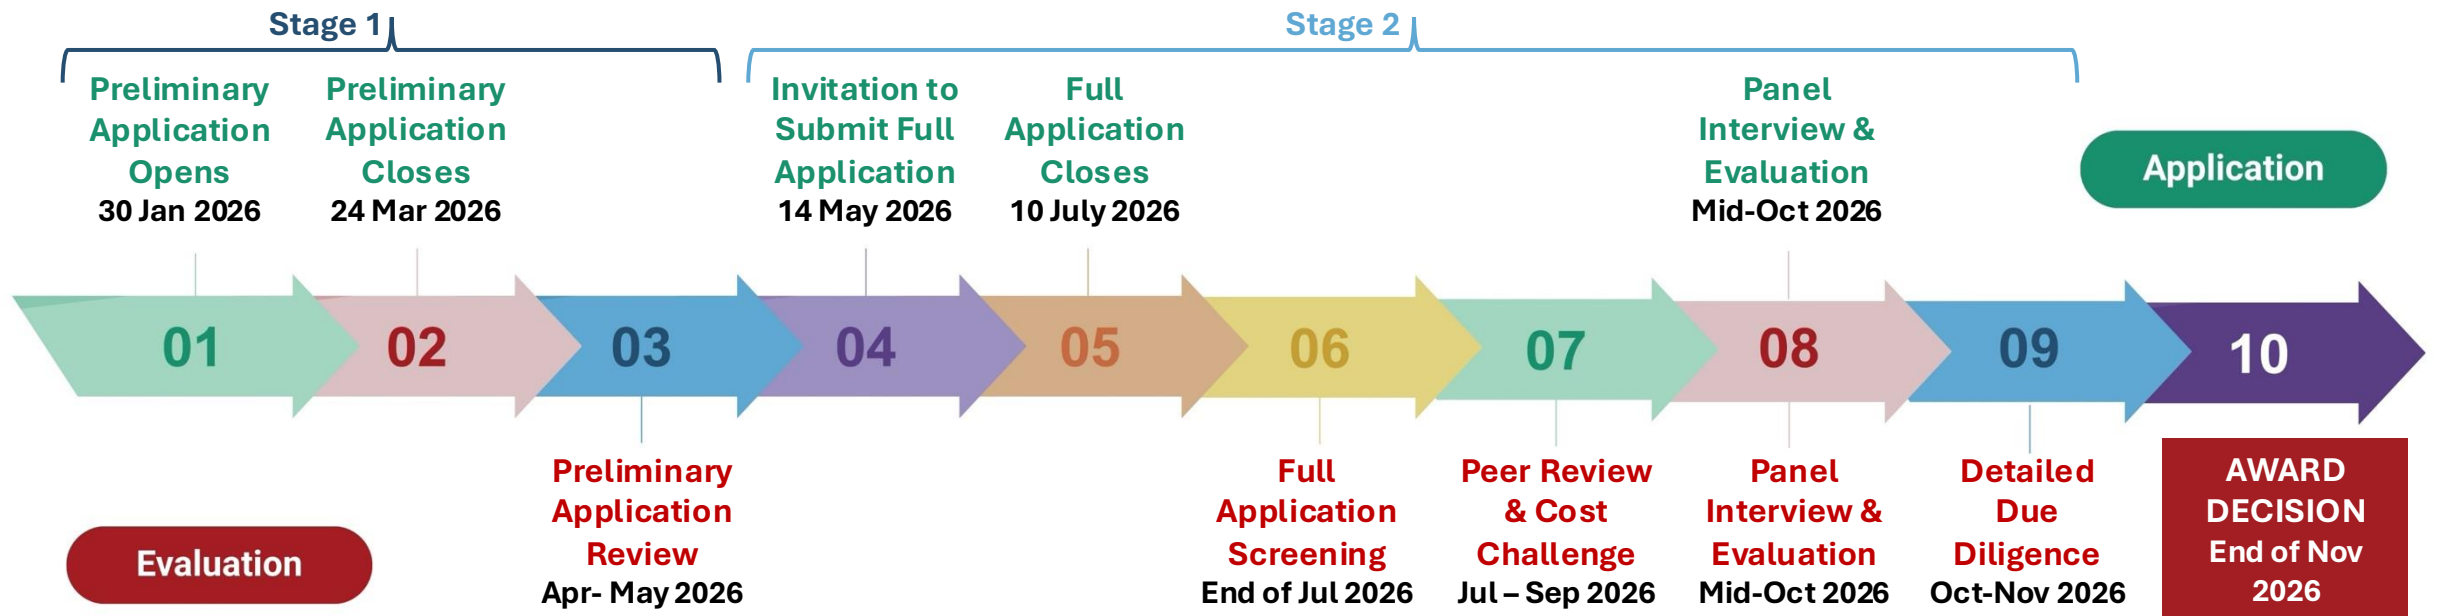 Stage 1
Stage 2
Preliminary
Application
Opens
30 Jan 2026
Preliminary
Application
Closes
24 Mar 2026
Invitation to
Submit Full
Application
14 May 2026
Full
Application
Closes
10 July 2026
Panel
Interview &
Evaluation
Mid-Oct 2026
Application
01
02
03
04
05
06
07
08
09
10
Evaluation
Preliminary
Application
Review
Apr- May 2026
Full
Application
Screening
End of Jul 2026
Peer Review
& Cost
Challenge
Jul – Sep 2026
Panel
Interview &
Evaluation
Mid-Oct 2026
Detailed
Due
Diligence
Oct-Nov 2026
AWARD
DECISION
End of Nov
2026